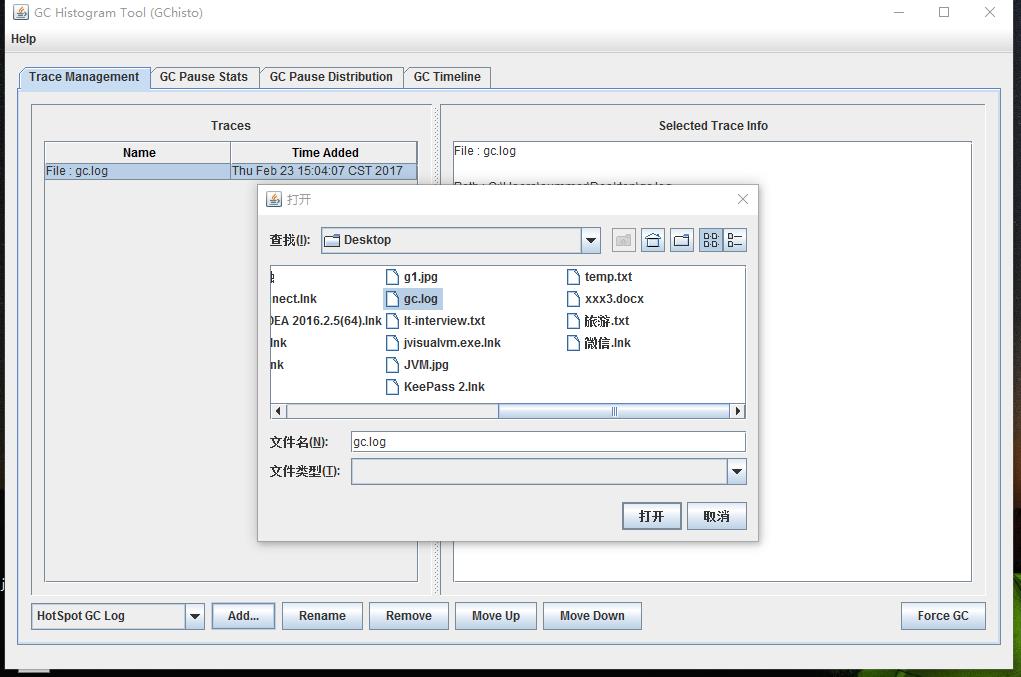 GC Histogram Tool (GChisto)
Help
Trace Management GC Pause Stats GC Pause Distribution GC Timeline
Traces
Name Time Added
File : gc.log Thu Feb 23 15:04:07 CST 2017
Selected Trace Info
File : gc.log
打开
查找(I): Desktop
nect.lnk
DEA 2016.2.5(64).lnk
lnk
nk
g1.jpg
gc.log
lt-interview.txt
jvisualvm.exe.lnk
JVM.jpg
KeePass 2.lnk
temp.txt
xxx3.docx
旅游.txt
微信.lnk
文件名(N): gc.log
文件类型(T):
打开 取消
HotSpot GC Log Add... Rename Remove Move Up Move Down Force GC